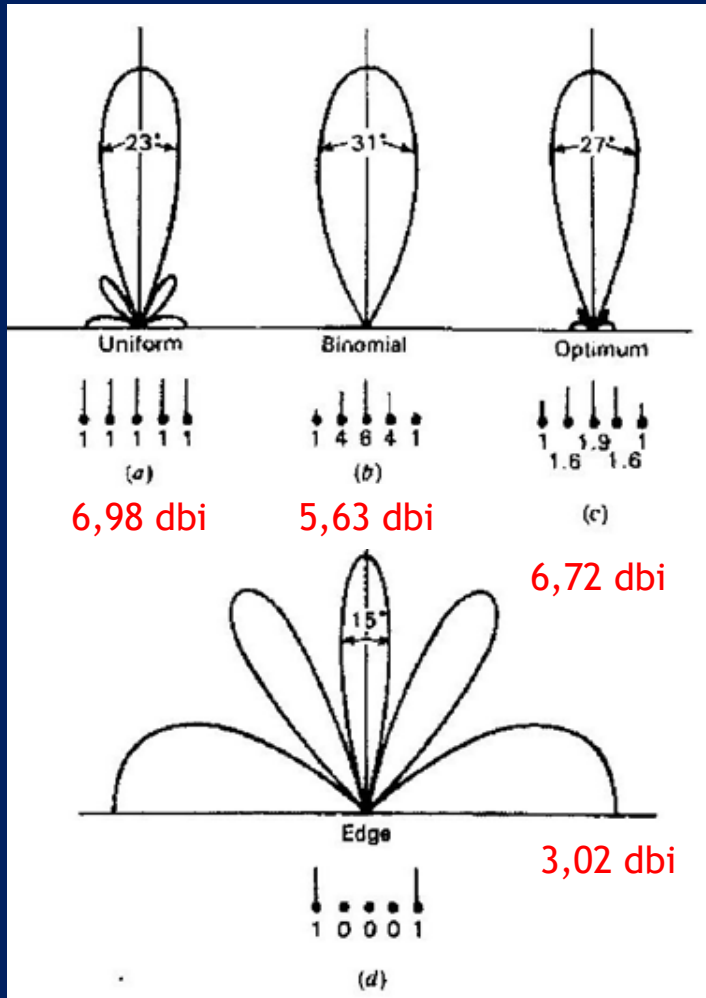 23°
31°
27°
Uniform
Binomial
Optimum
1 1 1 1 1
1 4 6 4 1
1 1.9 1
1.6 1.6
(a)
(b)
(c)
6,98 dbi
5,63 dbi
6,72 dbi
15°
Edge
3,02 dbi
1 0 0 0 1
(d)